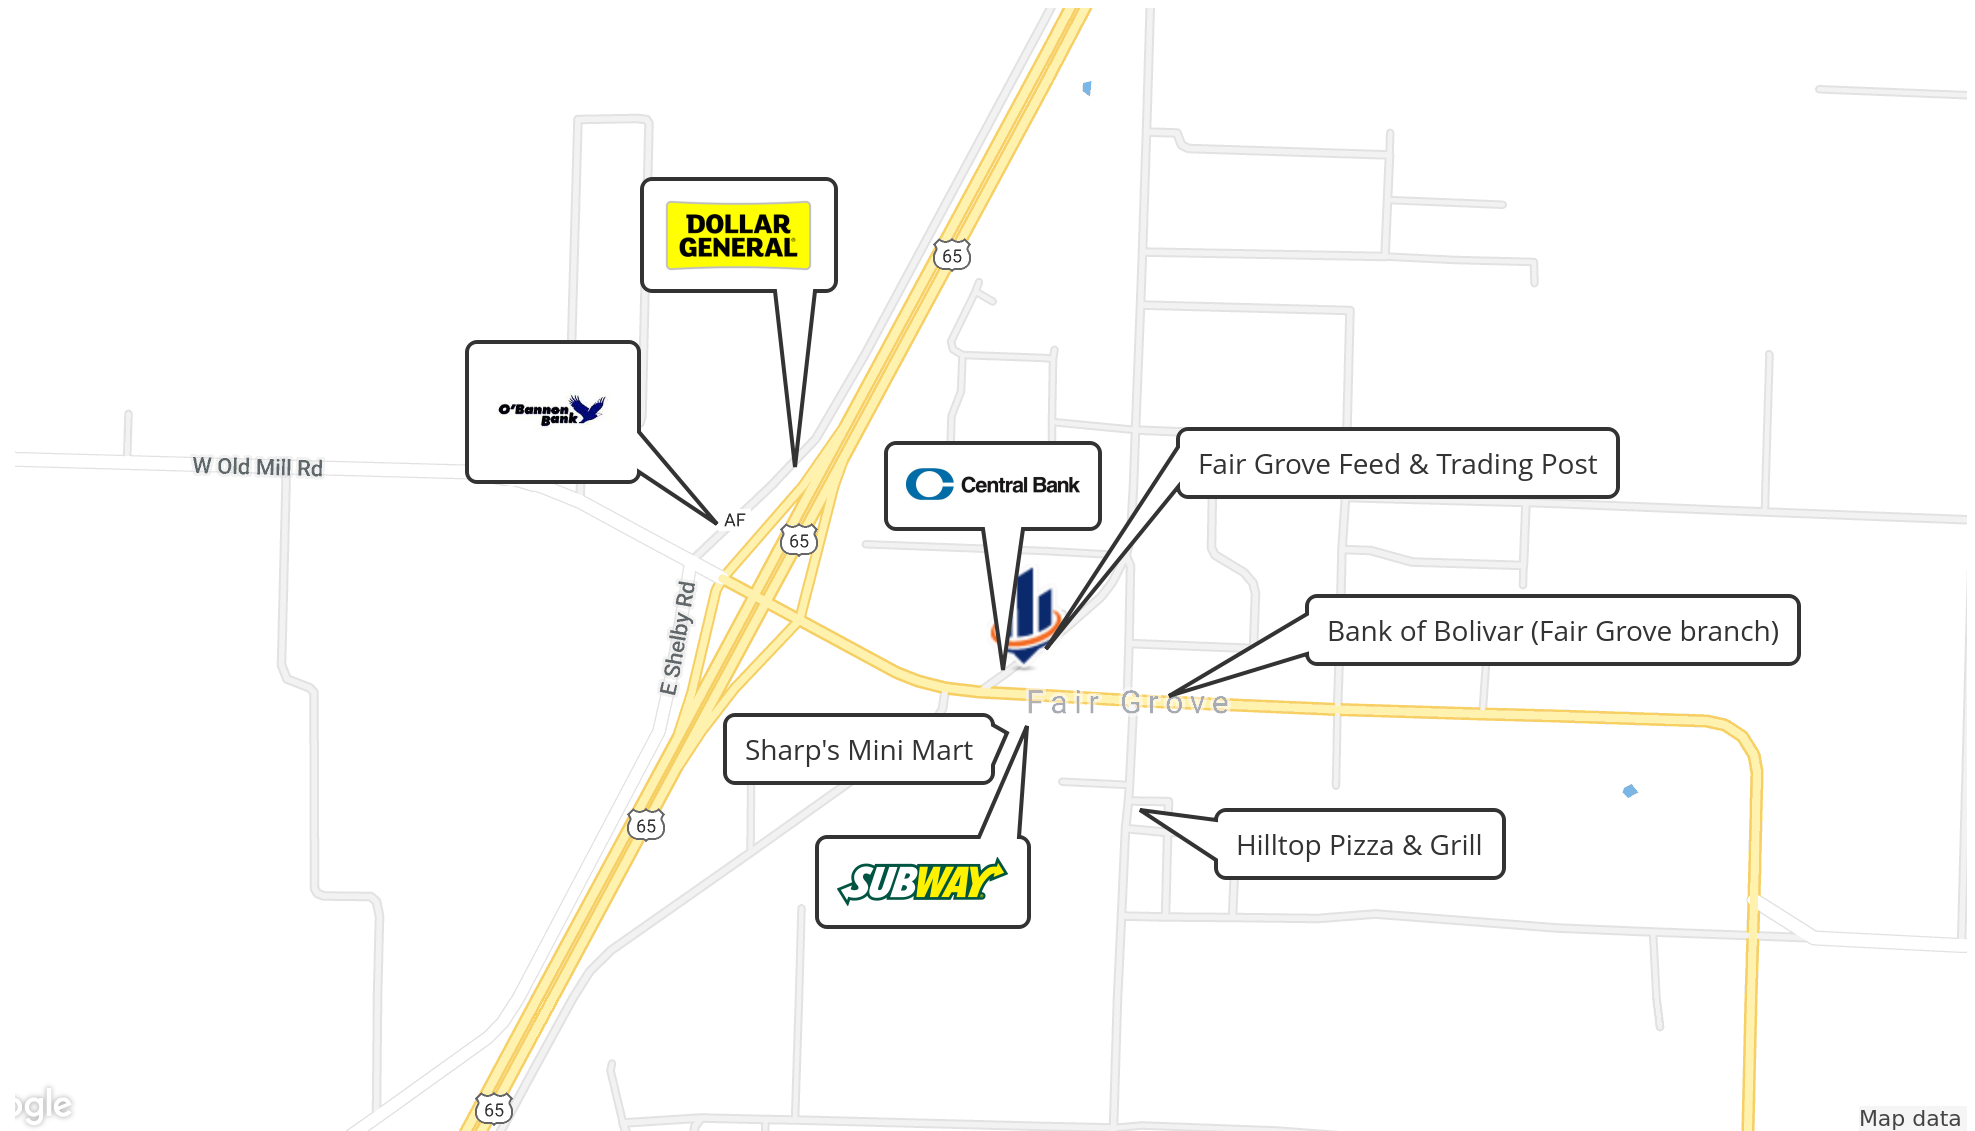 65
DOLLAR
GENERAL
O'Bannon
Bank
W Old Mill Rd
AF
65
Central Bank
Fair Grove Feed & Trading Post
E Shelby Rd
Bank of Bolivar (Fair Grove branch)
Fair Grove
Sharp's Mini Mart
65
Hilltop Pizza & Grill
SUBWAY
65
ogle
Map data